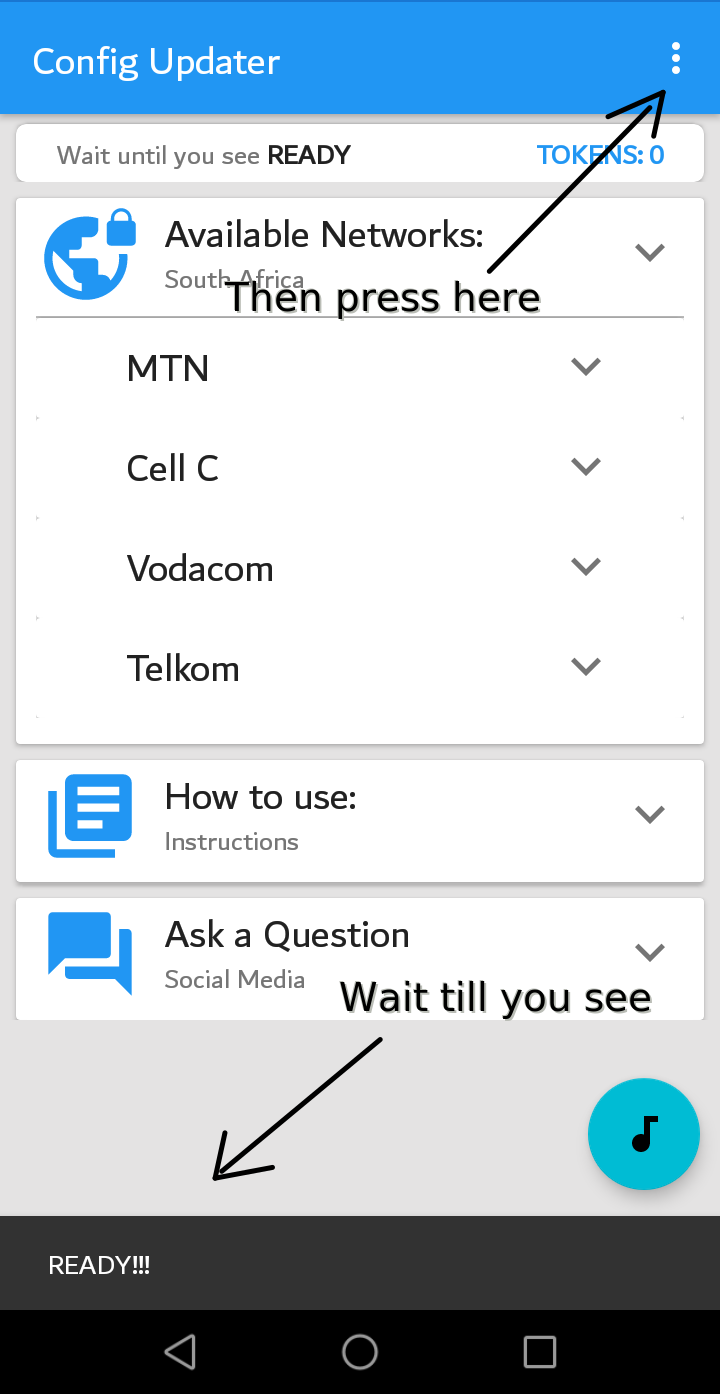 Config Updater
Wait until you see READY
TOKENS: 0
Available Networks:
South Africa
Then press here
MTN
Cell C
Vodacom
Telkom
How to use:
Instructions
Ask a Question
Social Media
Wait till you see
READY!!!